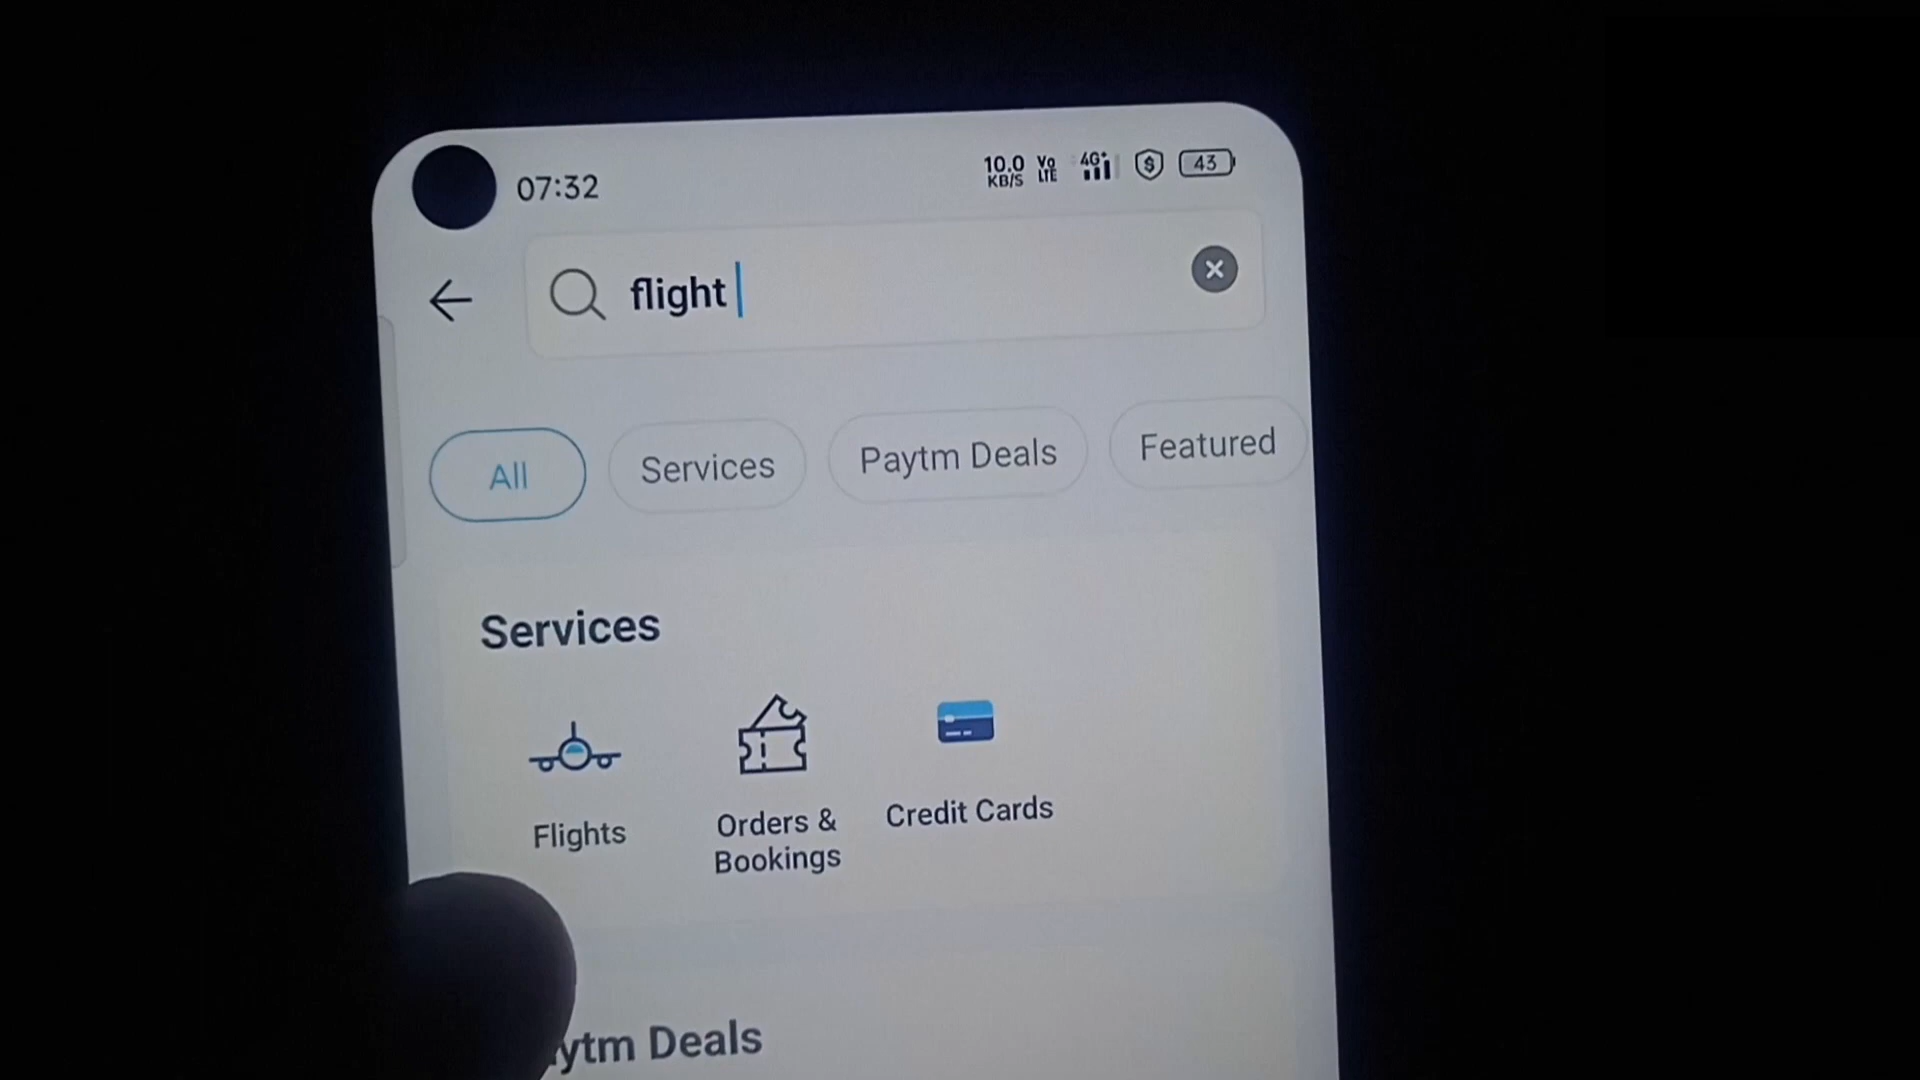 07:32
10.0
KB/S
Vo
LTE
4G+
43
flight
All
Services
Paytm Deals
Featured
Services
Flights
Orders &
Bookings
Credit Cards
ytm Deals